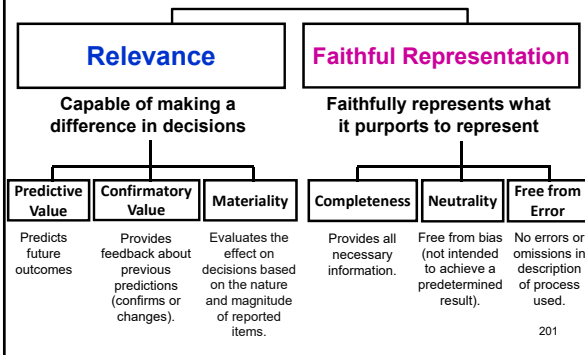 Relevance
Faithful Representation
Capable of making a
difference in decisions
Faithfully represents what
it purports to represent
Predictive
Value
Confirmatory
Value
Materiality
Completeness
Neutrality
Free from
Error
Predicts
future
outcomes
Provides
feedback about
previous
predictions
(confirms or
changes).
Evaluates the
effect on
decisions based
on the nature
and magnitude
of reported
items.
Provides all
necessary
information.
Free from bias
(not intended
to achieve a
predetermined
result).
No errors or
omissions in
description
of process
used.
201